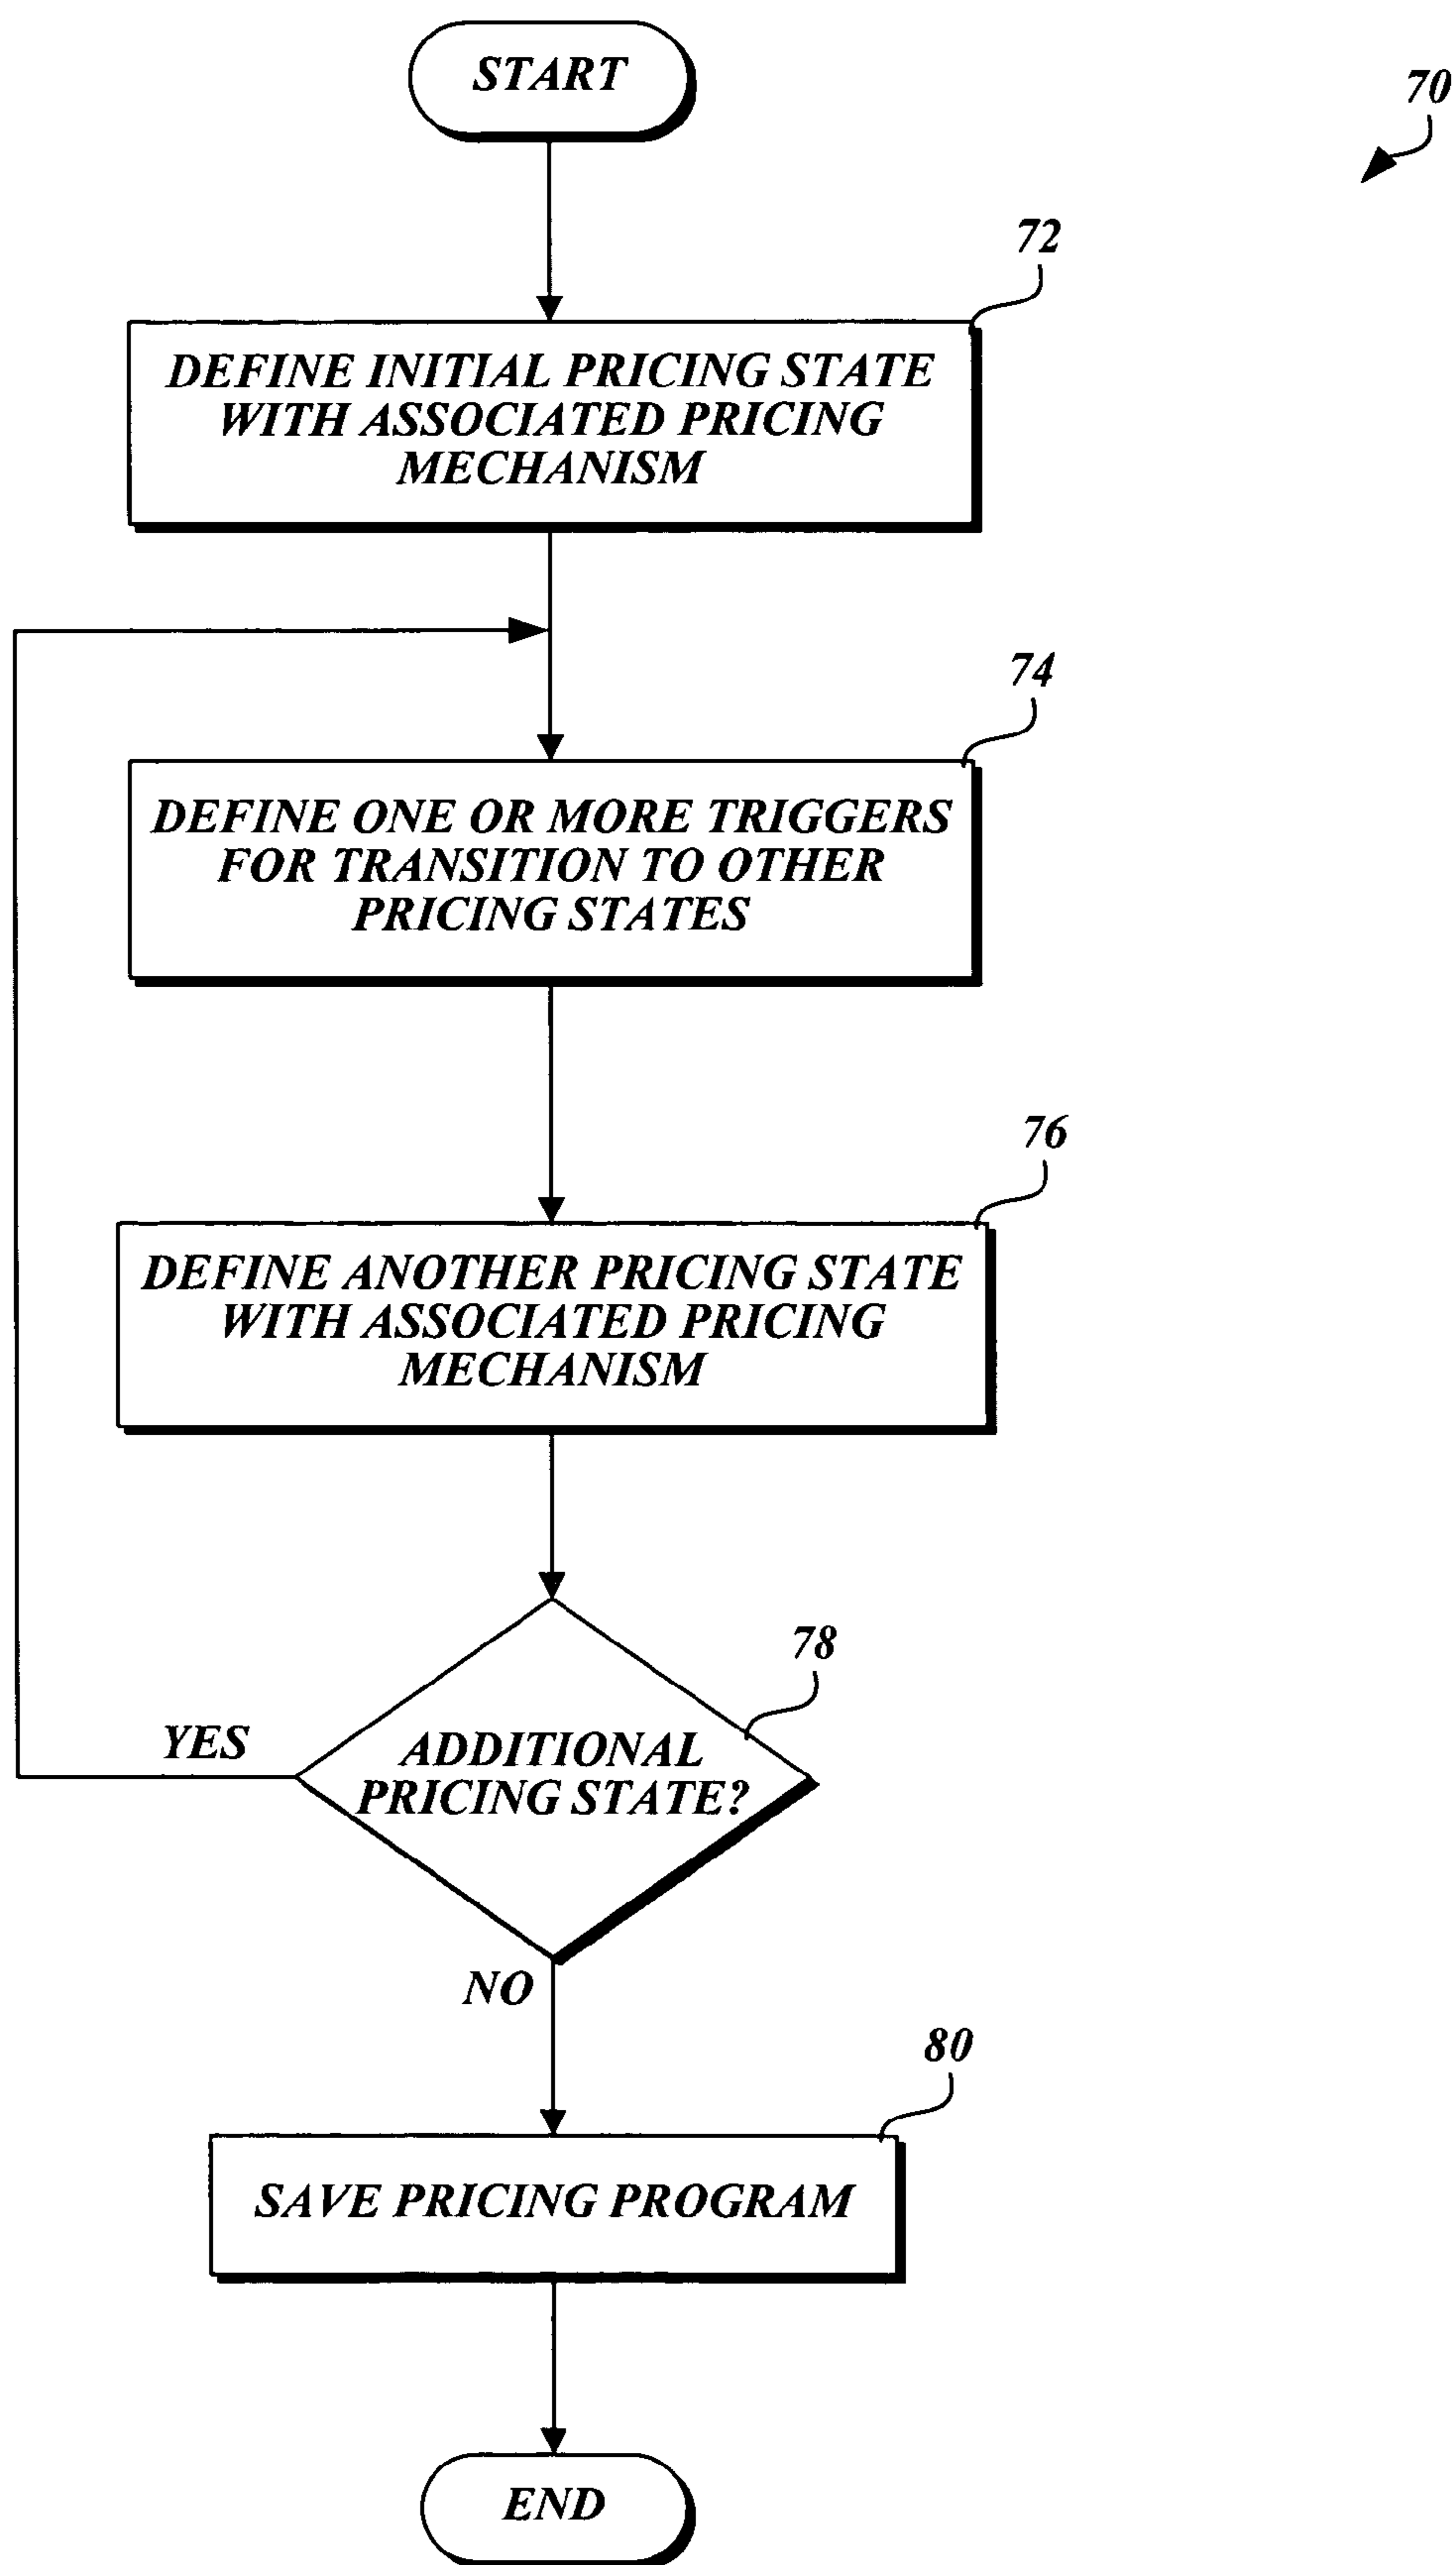 START
70
72
DEFINE INITIAL PRICING STATE
WITH ASSOCIATED PRICING
MECHANISM
74
DEFINE ONE OR MORE TRIGGERS
FOR TRANSITION TO OTHER
PRICING STATES
76
DEFINE ANOTHER PRICING STATE
WITH ASSOCIATED PRICING
MECHANISM
78
YES
ADDITIONAL
PRICING STATE?
NO
80
SAVE PRICING PROGRAM
END